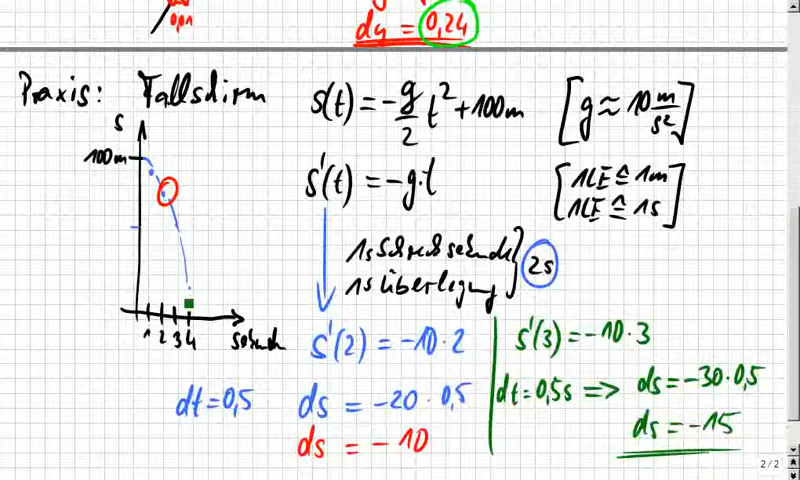 0,01
dy = 0,24
Praxis: Fallschirm
s(t) = -g/2 t² + 100m
[g ≈ 10 m/s²]
s
100m
s'(t) = -g·t
[1LE ≙ 1m
1LE ≙ 1s]
1s Schrecksekunde
1s Überlegung
} 2s
1 2 3 4 Sekunden
s'(2) = -10·2
dt = 0,5
ds = -20·0,5
ds = -10
s'(3) = -10·3
dt = 0,5s => ds = -30·0,5
ds = -15
2/2